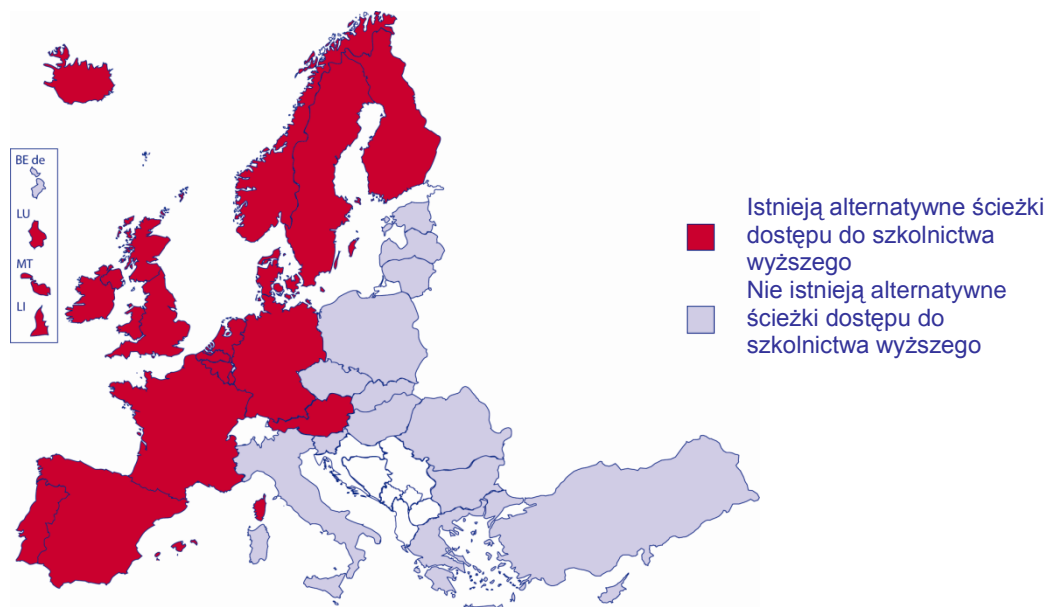 BE de
LU
MT
LI
Istnieją alternatywne ścieżki
dostępu do szkolnictwa
wyższego
Nie istnieją alternatywne
ścieżki dostępu do
szkolnictwa wyższego